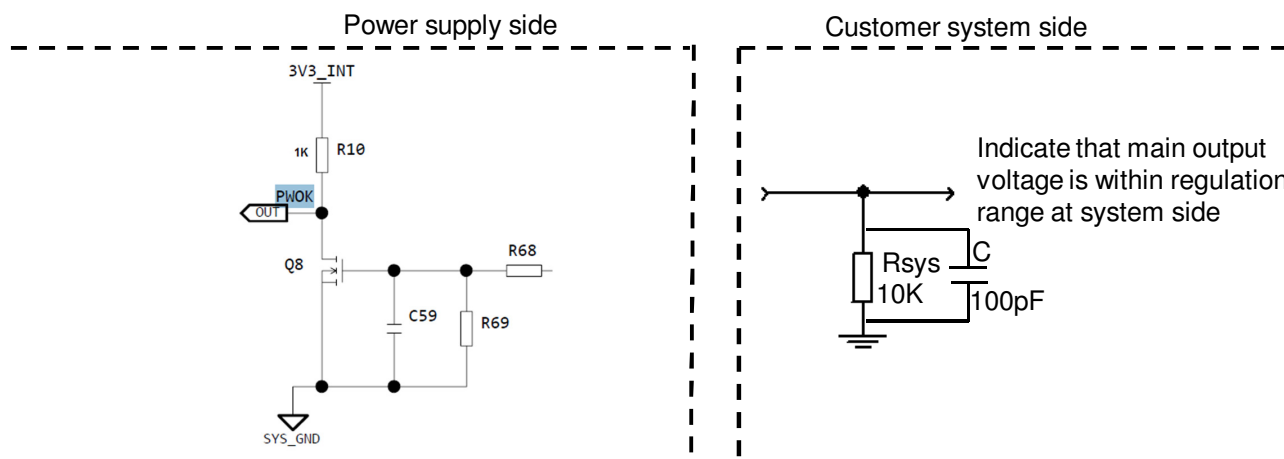 Power supply side
Customer system side
3V3_INT
1K
R10
PWOK
OUT
Q8
R68
C59
R69
SYS_GND
Indicate that main output
voltage is within regulation
range at system side
Rsys
10K
C
100pF